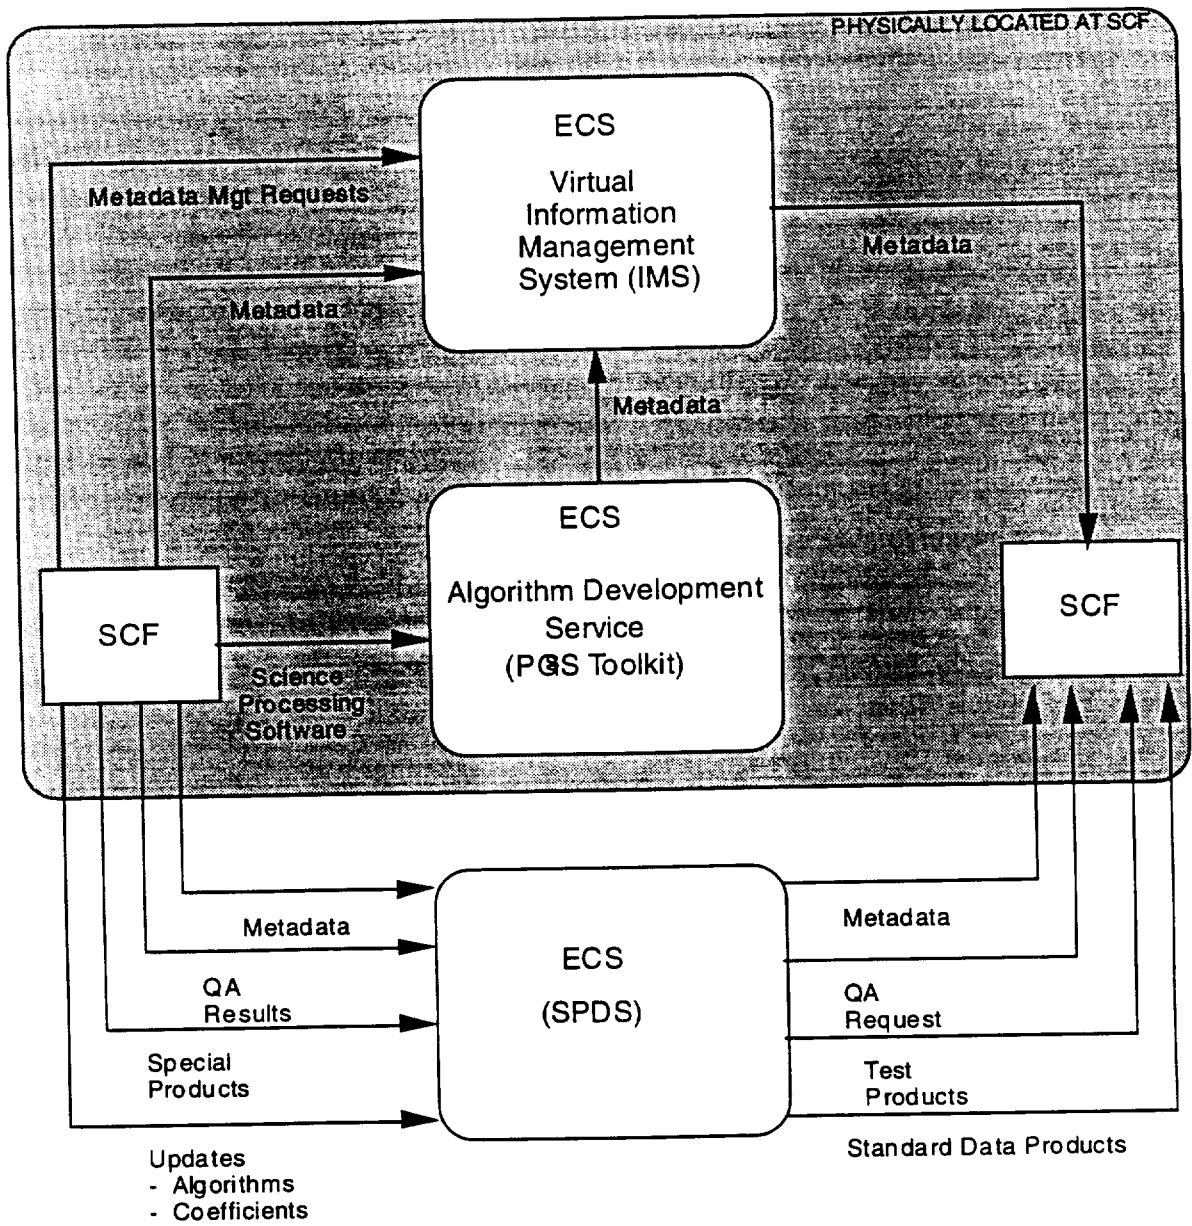 PHYSICALLY LOCATED AT SCF
ECS
Virtual
Information
Management
System (IMS)
Metadata Mgt Requests
Metadata
Metadata
Metadata
ECS
Algorithm Development
Service
(PGS Toolkit)
SCF
SCF
Science
Processing
Software
ECS
(SPDS)
Metadata
QA
Results
Special
Products
Updates
- Algorithms
- Coefficients
Metadata
QA
Request
Test
Products
Standard Data Products